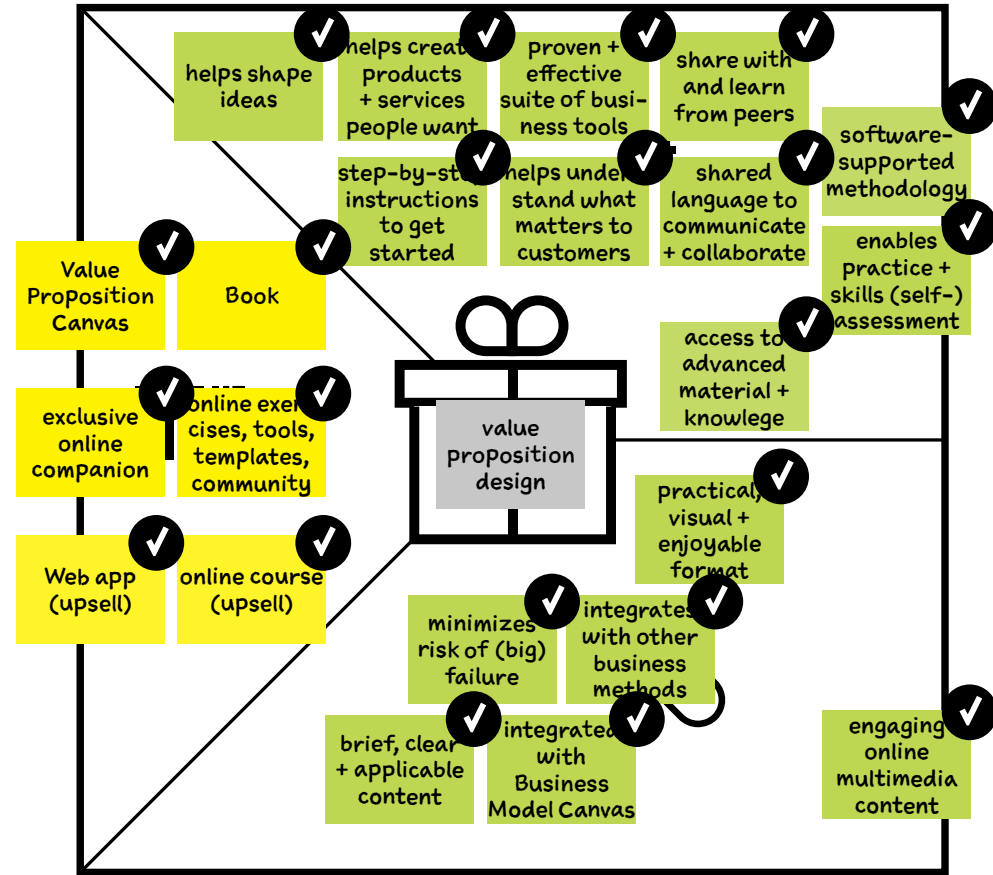 helps shape
ideas
helps create
products
+ services
people want
proven +
effective
suite of busi-
ness tools
share with
and learn
from peers
software-
supported
methodology
step-by-step
instructions
to get
started
helps under-
stand what
matters to
customers
shared
language to
communicate
+ collaborate
enables
practice +
skills (self-)
assessment
Value
Proposition
Canvas
Book
access to
advanced
material +
knowlege
exclusive
online
companion
online exer-
cises, tools,
templates,
community
value
proposition
design
practical,
visual +
enjoyable
format
Web app
(upsell)
online course
(upsell)
minimizes
risk of (big)
failure
integrates
with other
business
methods
brief, clear
+ applicable
content
integrated
with
Business
Model Canvas
engaging
online
multimedia
content